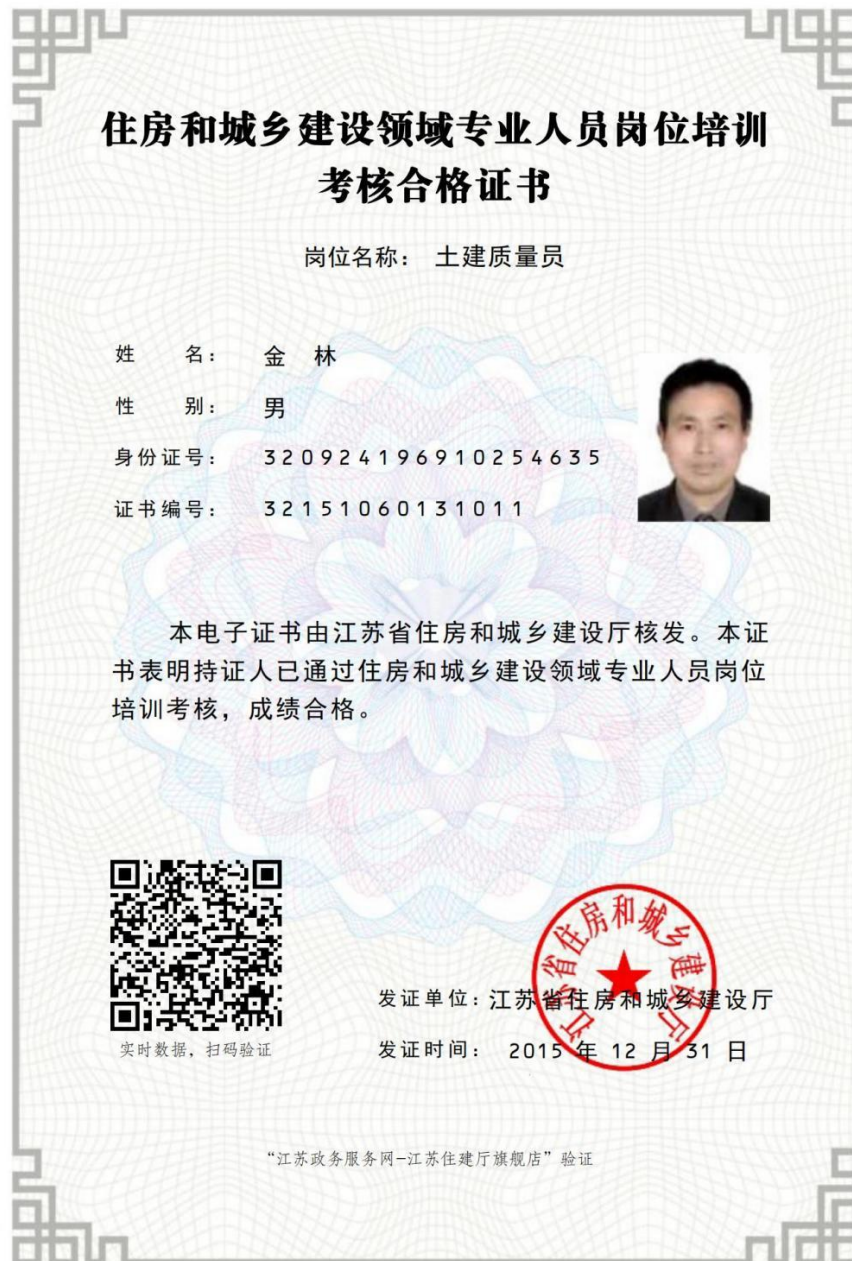 住房和城乡建设领域专业人员岗位培训
考核合格证书
岗位名称： 土建质量员
姓 名： 金 林
性 别： 男
身份证号： 320924196910254635
证书编号： 32151060131011
本电子证书由江苏省住房和城乡建设厅核发。本证
书表明持证人已通过住房和城乡建设领域专业人员岗位
培训考核，成绩合格。
江苏省住房和城乡建设厅
发证单位：江苏省住房和城乡建设厅
实时数据，扫码验证
发证时间： 2015 年 12 月 31 日
“江苏政务服务网-江苏住建厅旗舰店”验证